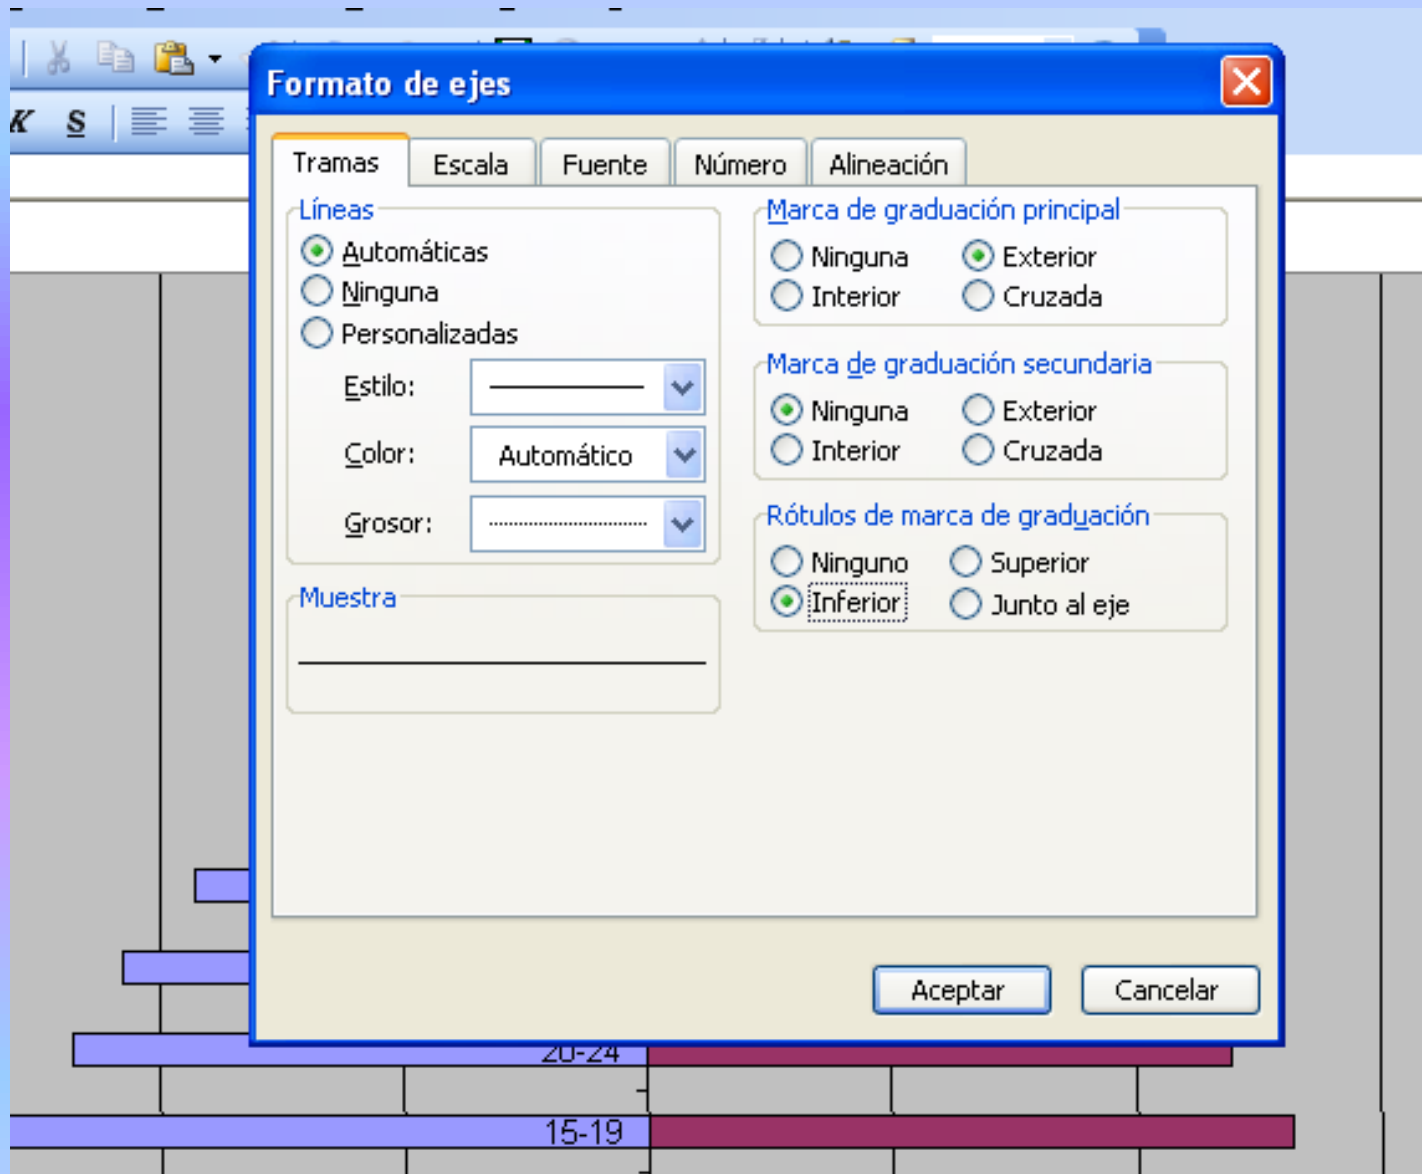 Formato de ejes
K S
Tramas Escala Fuente Número Alineación
Líneas
Automáticas
Ninguna
Personalizadas
Estilo:
Color: Automático
Grosor:
Muestra
Marca de graduación principal
Ninguna Exterior
Interior Cruzada
Marca de graduación secundaria
Ninguna Exterior
Interior Cruzada
Rótulos de marca de graduación
Ninguno Superior
Inferior Junto al eje
Aceptar Cancelar
20-24
15-19